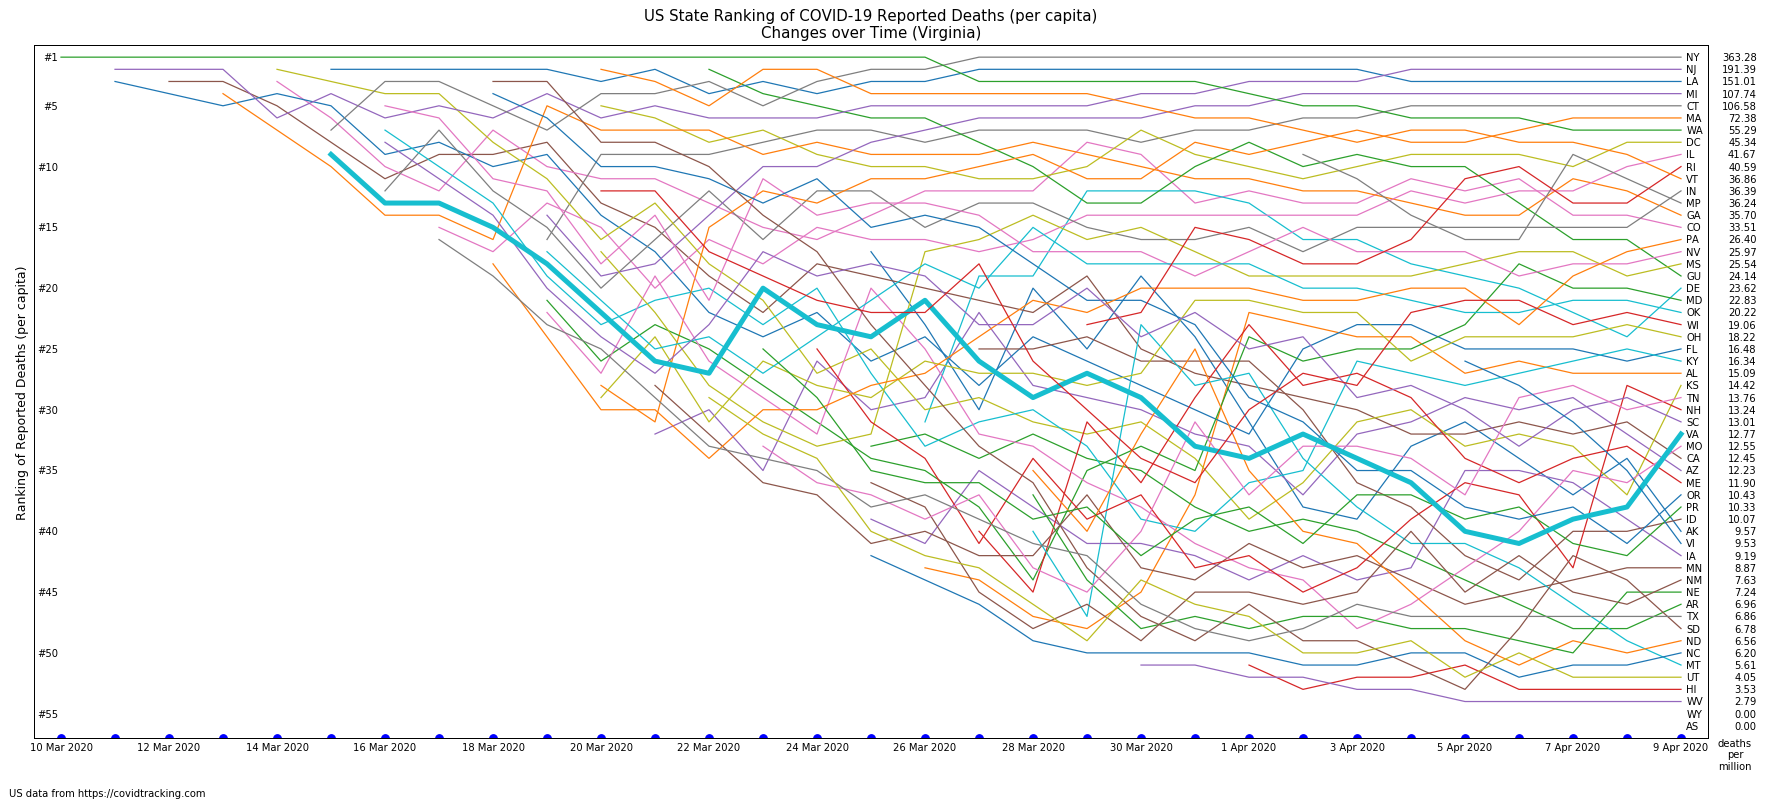 US State Ranking of COVID-19 Reported Deaths (per capita)
Changes over Time (Virginia)
Ranking of Reported Deaths (per capita)
#1
#5
#10
#15
#20
#25
#30
#35
#40
#45
#50
#55
NY 363.28
NJ 191.39
LA 151.01
MI 107.74
CT 106.58
MA 72.38
WA 55.29
DC 45.34
IL 41.67
RI 40.59
VT 36.86
IN 36.39
MP 36.24
GA 35.70
CO 33.51
PA 26.40
NV 25.97
MS 25.54
GU 24.14
DE 23.62
MD 22.83
OK 20.22
WI 19.06
OH 18.22
FL 16.48
KY 16.34
AL 15.09
KS 14.42
TN 13.76
NH 13.24
SC 13.01
VA 12.77
MO 12.55
CA 12.45
AZ 12.23
ME 11.90
OR 10.43
PR 10.33
ID 10.07
AK 9.57
VI 9.53
IA 9.19
MN 8.87
NM 7.63
NE 7.24
AR 6.96
TX 6.86
SD 6.78
ND 6.56
NC 6.20
MT 5.61
UT 4.05
HI 3.53
WV 2.79
WY 0.00
AS 0.00
10 Mar 2020 12 Mar 2020 14 Mar 2020 16 Mar 2020 18 Mar 2020 20 Mar 2020 22 Mar 2020 24 Mar 2020 26 Mar 2020 28 Mar 2020 30 Mar 2020 1 Apr 2020 3 Apr 2020 5 Apr 2020 7 Apr 2020 9 Apr 2020
deaths
per
million
US data from https://covidtracking.com